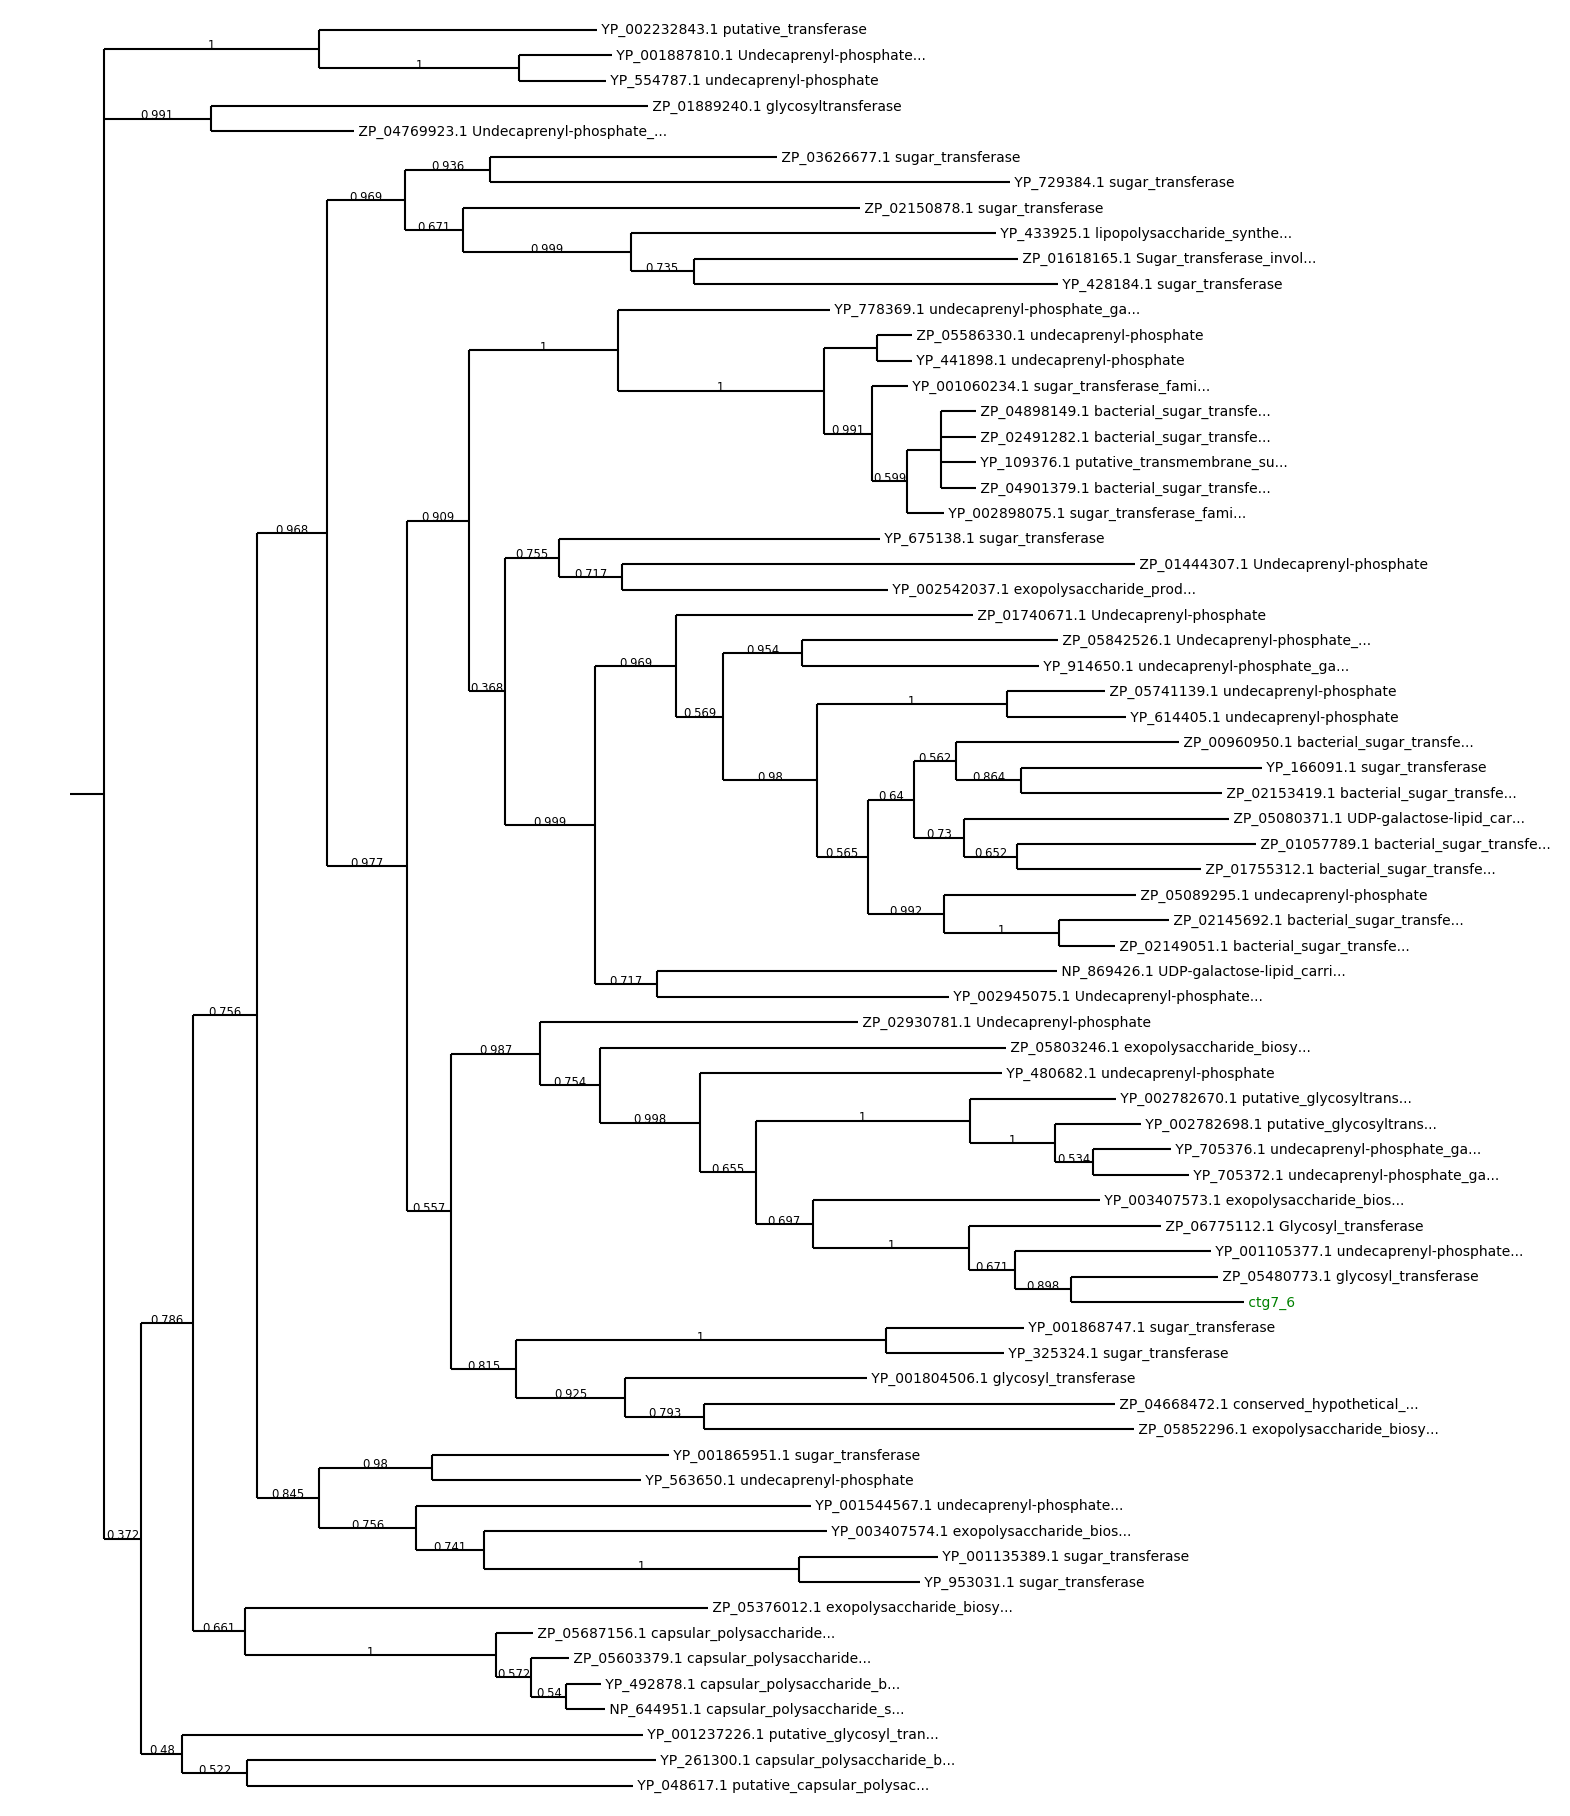 YP_002232843.1 putative_transferase
1
YP_001887810.1 Undecaprenyl-phosphate...
1
YP_554787.1 undecaprenyl-phosphate
ZP_01889240.1 glycosyltransferase
0.991
ZP_04769923.1 Undecaprenyl-phosphate_...
ZP_03626677.1 sugar_transferase
0.936
YP_729384.1 sugar_transferase
0.969
ZP_02150878.1 sugar_transferase
0.671
YP_433925.1 lipopolysaccharide_synthe...
0.999
ZP_01618165.1 Sugar_transferase_invol...
0.735
YP_428184.1 sugar_transferase
YP_778369.1 undecaprenyl-phosphate_ga...
ZP_05586330.1 undecaprenyl-phosphate
1
YP_441898.1 undecaprenyl-phosphate
1
YP_001060234.1 sugar_transferase_fami...
ZP_04898149.1 bacterial_sugar_transfe...
0.991
ZP_02491282.1 bacterial_sugar_transfe...
YP_109376.1 putative_transmembrane_su...
0.599
ZP_04901379.1 bacterial_sugar_transfe...
YP_002898075.1 sugar_transferase_fami...
0.909
0.968
YP_675138.1 sugar_transferase
0.755
ZP_01444307.1 Undecaprenyl-phosphate
0.717
YP_002542037.1 exopolysaccharide_prod...
ZP_01740671.1 Undecaprenyl-phosphate
ZP_05842526.1 Undecaprenyl-phosphate_...
0.954
0.969
YP_914650.1 undecaprenyl-phosphate_ga...
0.368
ZP_05741139.1 undecaprenyl-phosphate
1
0.569
YP_614405.1 undecaprenyl-phosphate
ZP_00960950.1 bacterial_sugar_transfe...
0.562
YP_166091.1 sugar_transferase
0.98
0.864
ZP_02153419.1 bacterial_sugar_transfe...
0.64
ZP_05080371.1 UDP-galactose-lipid_car...
0.999
0.73
ZP_01057789.1 bacterial_sugar_transfe...
0.565
0.652
ZP_01755312.1 bacterial_sugar_transfe...
0.977
ZP_05089295.1 undecaprenyl-phosphate
0.992
ZP_02145692.1 bacterial_sugar_transfe...
1
ZP_02149051.1 bacterial_sugar_transfe...
NP_869426.1 UDP-galactose-lipid_carri...
0.717
YP_002945075.1 Undecaprenyl-phosphate...
0.756
ZP_02930781.1 Undecaprenyl-phosphate
0.987
ZP_05803246.1 exopolysaccharide_biosy...
0.754
YP_480682.1 undecaprenyl-phosphate
YP_002782670.1 putative_glycosyltrans...
0.998
1
YP_002782698.1 putative_glycosyltrans...
1
YP_705376.1 undecaprenyl-phosphate_ga...
0.534
0.655
YP_705372.1 undecaprenyl-phosphate_ga...
YP_003407573.1 exopolysaccharide_bios...
0.557
0.697
ZP_06775112.1 Glycosyl_transferase
1
YP_001105377.1 undecaprenyl-phosphate...
0.671
ZP_05480773.1 glycosyl_transferase
0.898
ctg7_6
0.786
YP_001868747.1 sugar_transferase
1
YP_325324.1 sugar_transferase
0.815
YP_001804506.1 glycosyl_transferase
0.925
ZP_04668472.1 conserved_hypothetical_...
0.793
ZP_05852296.1 exopolysaccharide_biosy...
YP_001865951.1 sugar_transferase
0.98
YP_563650.1 undecaprenyl-phosphate
0.845
YP_001544567.1 undecaprenyl-phosphate...
0.756
YP_003407574.1 exopolysaccharide_bios...
0.372
0.741
YP_001135389.1 sugar_transferase
1
YP_953031.1 sugar_transferase
ZP_05376012.1 exopolysaccharide_biosy...
0.661
ZP_05687156.1 capsular_polysaccharide...
1
ZP_05603379.1 capsular_polysaccharide...
0.572
YP_492878.1 capsular_polysaccharide_b...
0.54
NP_644951.1 capsular_polysaccharide_s...
YP_001237226.1 putative_glycosyl_tran...
0.48
YP_261300.1 capsular_polysaccharide_b...
0.522
YP_048617.1 putative_capsular_polysac...